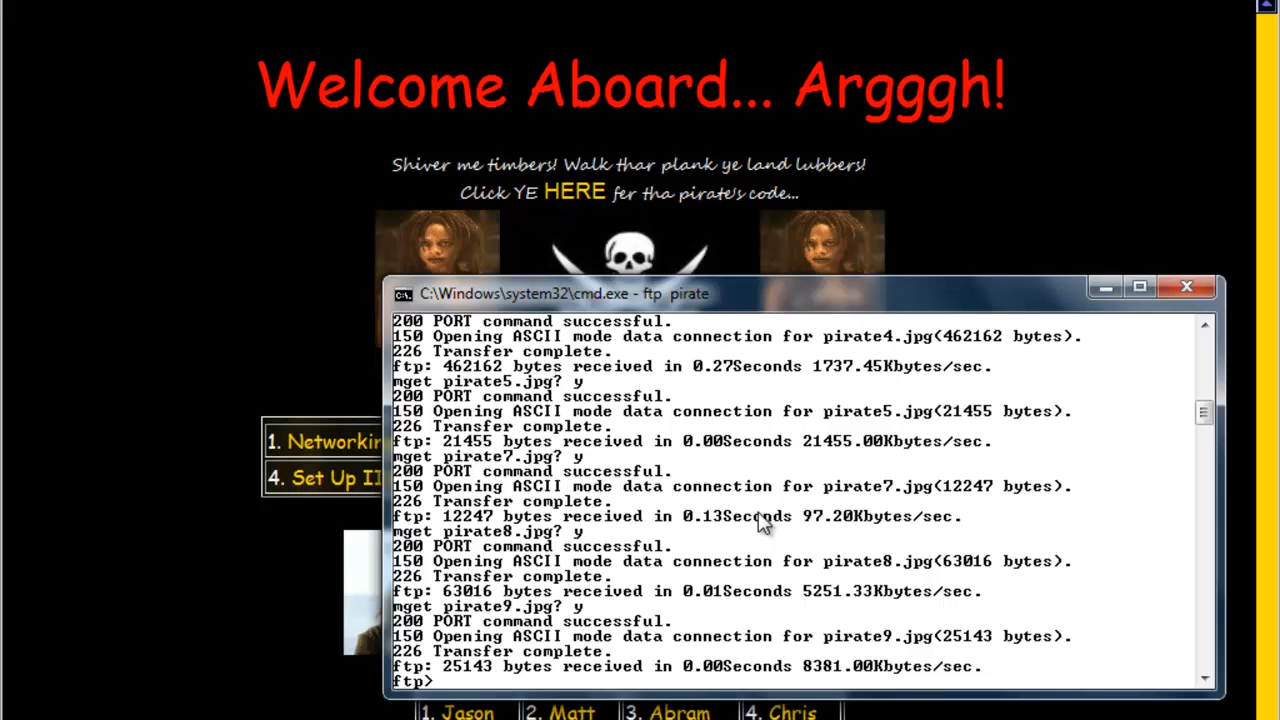 Welcome Aboard... Argggh!
Shiver me timbers! Walk thar plank ye land lubbers!
Click YE HERE fer tha pirate's code...
C:\Windows\system32\cmd.exe - ftp  pirate
200 PORT command successful.
150 Opening ASCII mode data connection for pirate4.jpg(462162 bytes).
226 Transfer complete.
ftp: 462162 bytes received in 0.27Seconds 1737.45Kbytes/sec.
mget pirate5.jpg? y
200 PORT command successful.
150 Opening ASCII mode data connection for pirate5.jpg(21455 bytes).
226 Transfer complete.
ftp: 21455 bytes received in 0.00Seconds 21455.00Kbytes/sec.
mget pirate7.jpg? y
200 PORT command successful.
150 Opening ASCII mode data connection for pirate7.jpg(12247 bytes).
226 Transfer complete.
ftp: 12247 bytes received in 0.13Seconds 97.20Kbytes/sec.
mget pirate8.jpg? y
200 PORT command successful.
150 Opening ASCII mode data connection for pirate8.jpg(63016 bytes).
226 Transfer complete.
ftp: 63016 bytes received in 0.01Seconds 5251.33Kbytes/sec.
mget pirate9.jpg? y
200 PORT command successful.
150 Opening ASCII mode data connection for pirate9.jpg(25143 bytes).
226 Transfer complete.
ftp: 25143 bytes received in 0.00Seconds 8381.00Kbytes/sec.
ftp>
1. Networkin
4. Set Up II
1. Jason 2. Matt 3. Abram 4. Chris